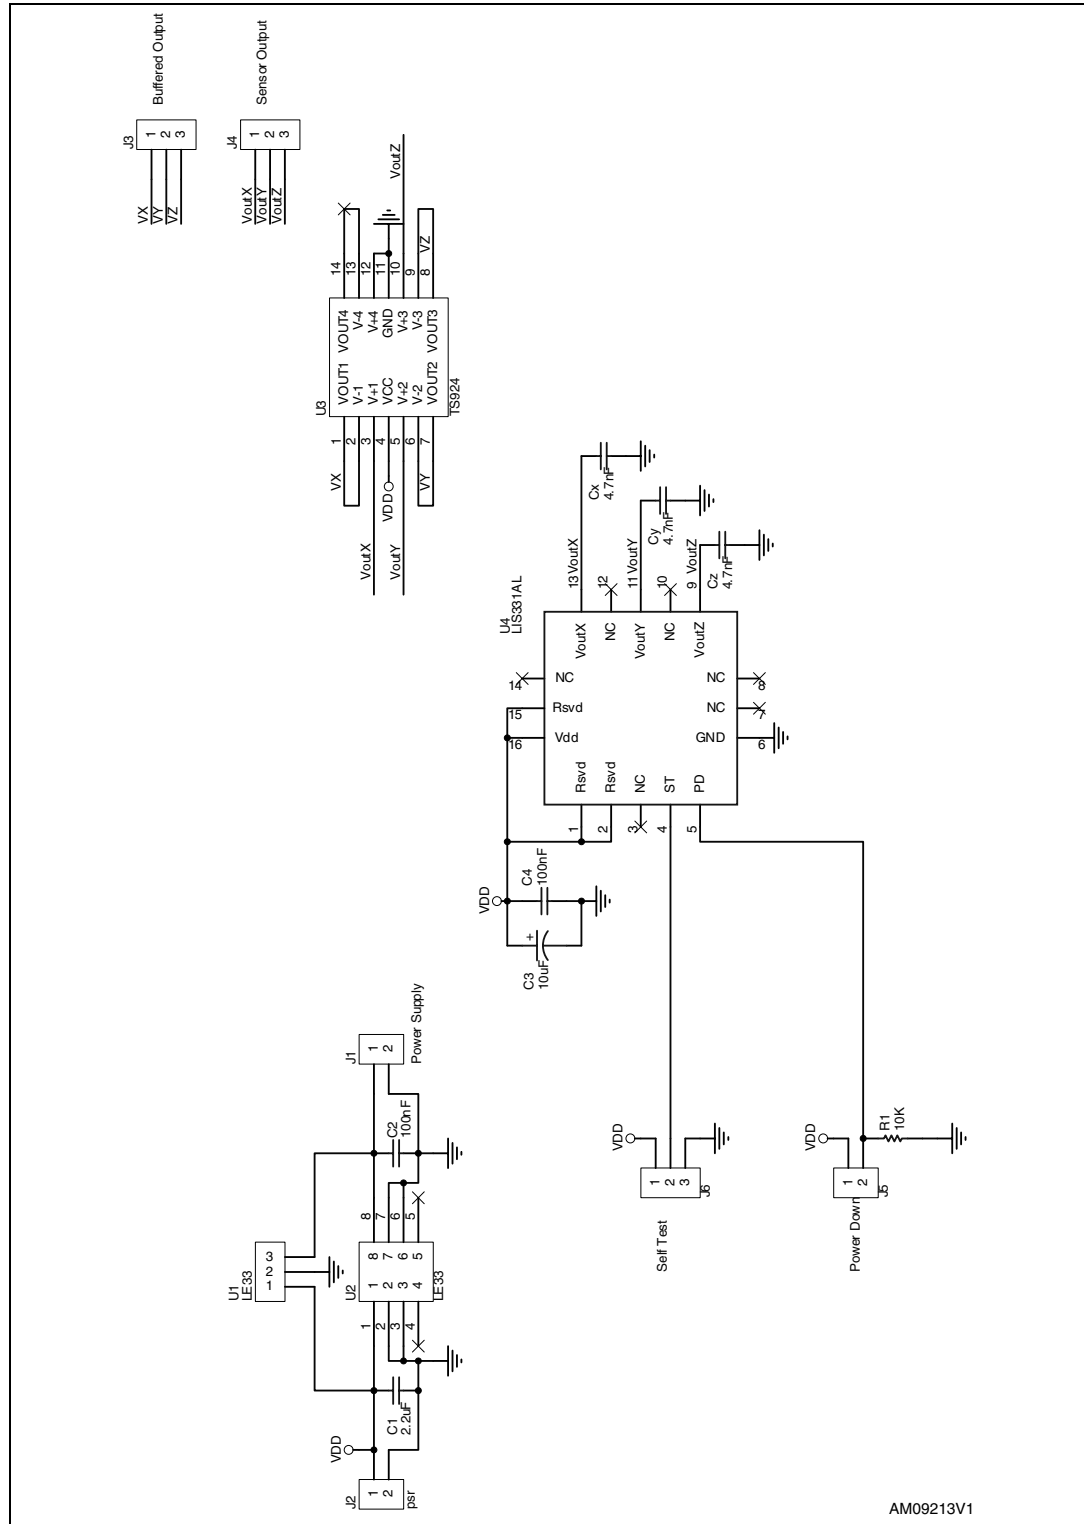 J3
1
2
3
Buffered Output
VX
VY
VZ
J4
1
2
3
Sensor Output
VoutX
VoutY
VoutZ
U3
TS924
VOUT1
V-1
V+1
VCC
V+2
V-2
VOUT2
VOUT4
V-4
V+4
GND
V+3
V-3
VOUT3
1
2
3
4
5
6
7
14
13
12
11
10
9
8
VX
VDD
VY
VoutX
VoutY
VoutZ
VZ
U4
LIS331AL
13
VoutX
12
11
VoutY
10
9
VoutZ
Cx
4.7nF
Cy
4.7nF
Cz
4.7nF
VoutX
NC
VoutY
NC
VoutZ
14
NC
15
Rsvd
16
Vdd
NC
8
NC
7
GND
6
Rsvd
Rsvd
NC
ST
PD
1
2
3
4
5
VDD
C4
100nF
+
C3
10uF
J1
1
2
Power Supply
C2
100nF
U1
LE33
3
2
1
U2
LE33
8
7
6
5
8
7
6
5
1
2
3
4
1
2
3
4
C1
2.2uF
VDD
J2
1
2
psr
VDD
1
2
3
J6
Self Test
VDD
1
2
J5
Power Down
R1
10K
AM09213V1